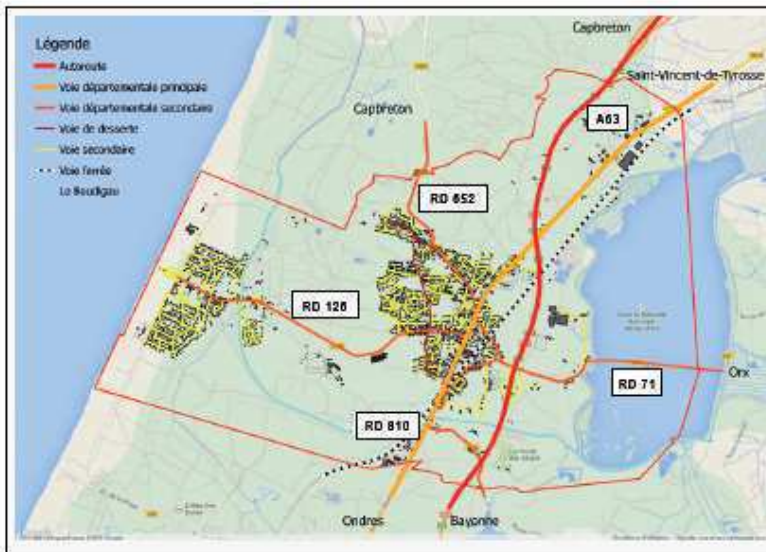 Capbreton
Légende
Autoroute
Voie départementale principale
Voie départementale secondaire
Voie de desserte
Voie secondaire
Voie ferrée
Le Boudigau
Saint-Vincent-de-Tyrosse
Capbreton
A63
RD 652
RD 126
Orx
RD 71
RD 810
Ondres
Bayonne